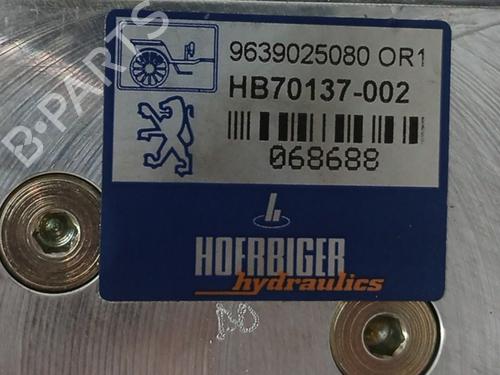 9639025080 OR1
HB70137-002
068688
HOERBIGER
hydraulics
B-PARTS